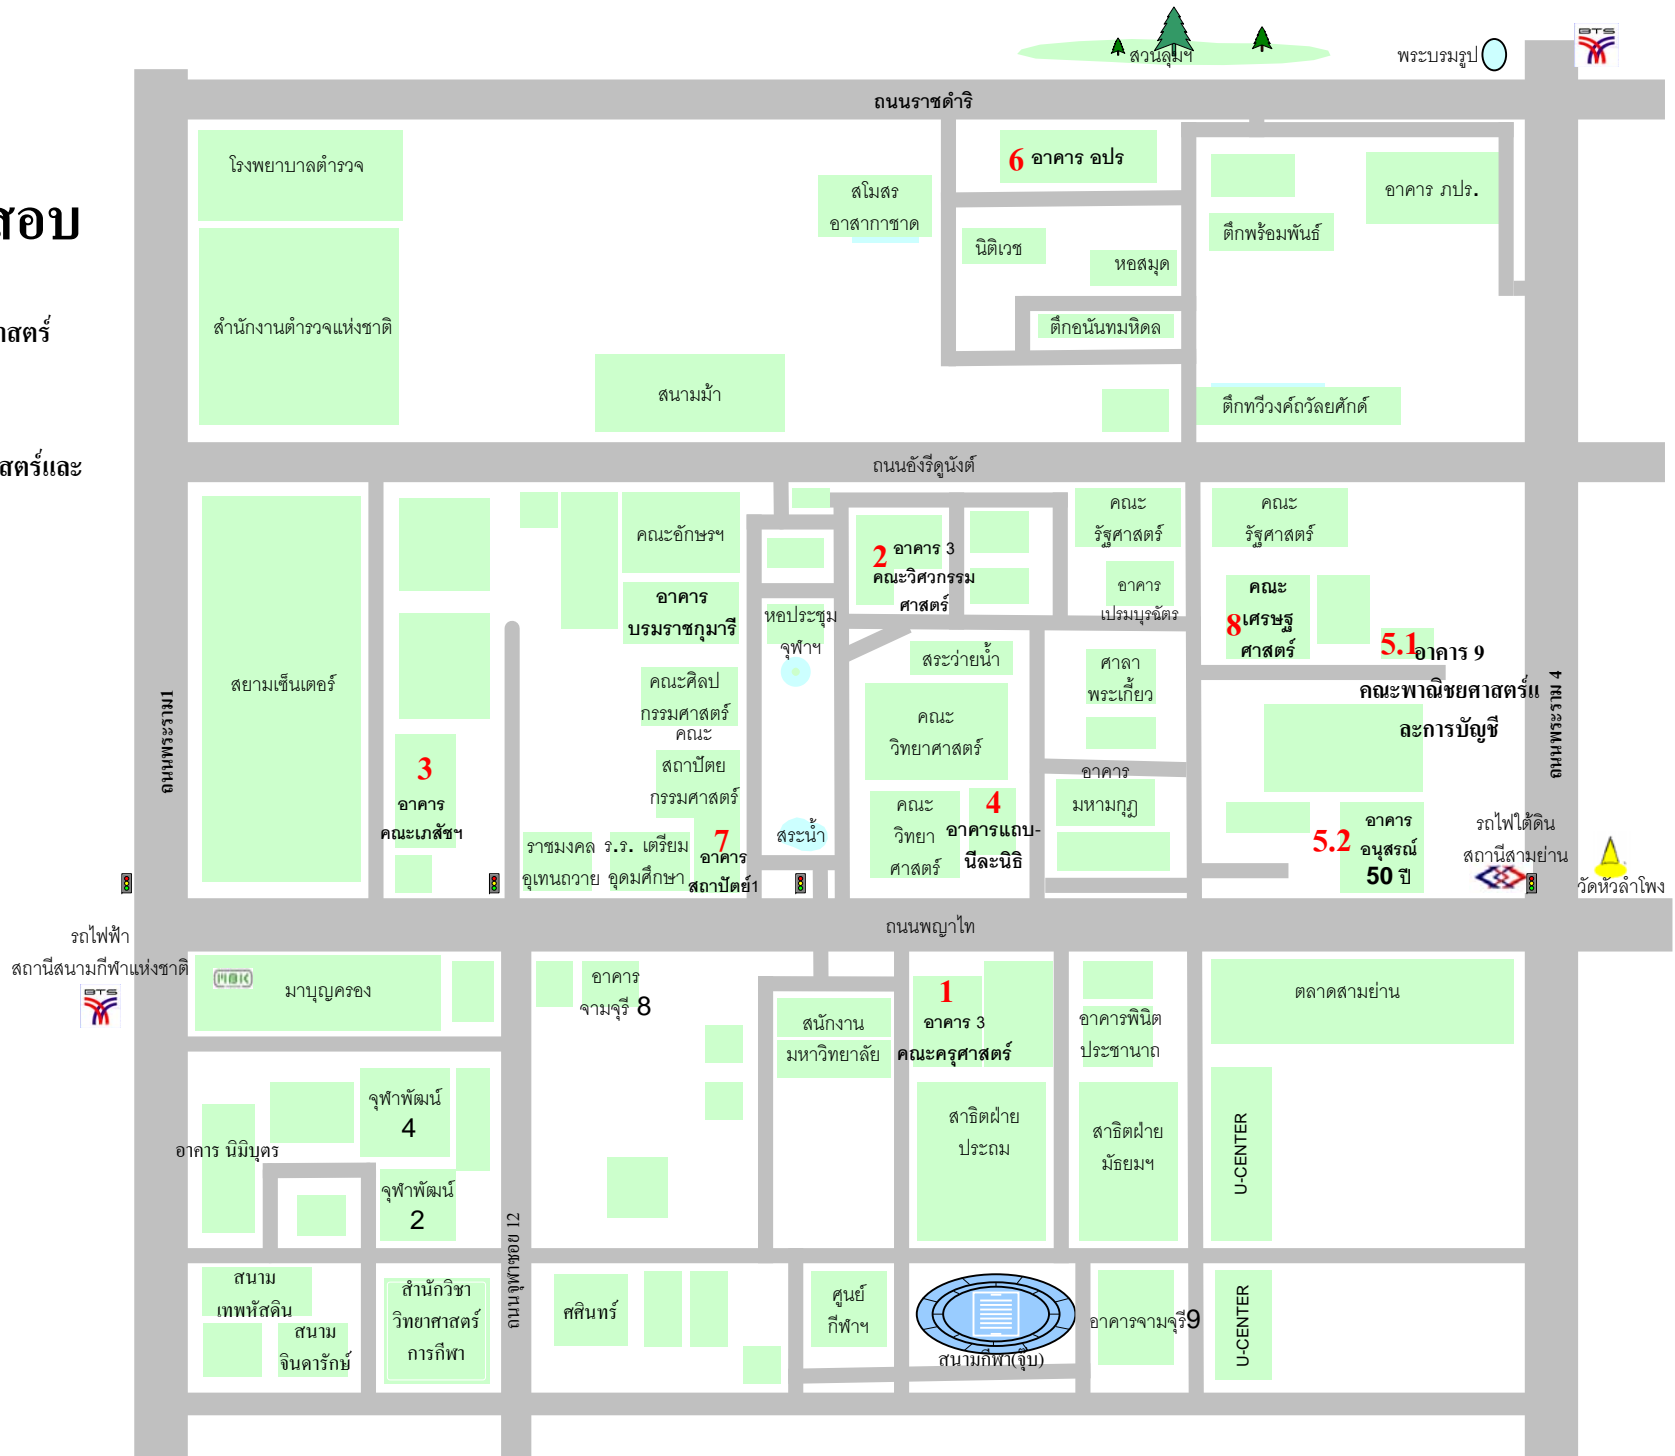 สวนลุมฯ
พระบรมรูป
BTS
ถนนราชดำริ
โรงพยาบาลตำรวจ
6 อาคาร อปร
สโมสร
อาสากาชาด
อาคาร ภปร.
สอบ
นิติเวช
ตึกพร้อมพันธ์
หอสมุด
าสตร์
สำนักงานตำรวจแห่งชาติ
ตึกอนันทมหิดล
สนามม้า
ตึกทวีวงค์ถวัลยศักด์
สตร์และ
ถนนอังรีดูนังต์
คณะอักษรฯ
2 อาคาร 3
คณะวิศวกรรม
ศาสตร์
คณะ
รัฐศาสตร์
คณะ
รัฐศาสตร์
อาคาร
บรมราชกุมารี
หอประชุม
จุฬาฯ
อาคาร
เปรมบุรฉัตร
คณะ
8 เศรษฐ
ศาสตร์
5.1 อาคาร 9
คณะพาณิชยศาสตร์แ
ละการบัญชี
สยามเซ็นเตอร์
คณะศิลป
กรรมศาสตร์
สระว่ายน้ำ
ศาลา
พระเกี้ยว
ถนนพระราม1
ถนนพระราม 4
คณะ
สถาปัตย
กรรมศาสตร์
คณะ
วิทยาศาสตร์
3
อาคาร
คณะเภสัชฯ
อาคาร
มหามกุฎ
ราชมงคล
อุเทนถวาย
ร.ร. เตรียม
อุดมศึกษา
7
อาคาร
สถาปัตย์1
สระน้ำ
คณะ
วิทยา
ศาสตร์
4
อาคารแถบ-
นีละนิธิ
5.2
อาคาร
อนุสรณ์
50 ปี
รถไฟใต้ดิน
สถานีสามย่าน
วัดหัวลำโพง
ถนนพญาไท
รถไฟฟ้า
สถานีสนามกีฬาแห่งชาติ
BTS
MBK
มาบุญครอง
อาคาร
จามจุรี 8
สนักงาน
มหาวิทยาลัย
1
อาคาร 3
คณะครุศาสตร์
อาคารพินิต
ประชานาถ
ตลาดสามย่าน
จุฬาพัฒน์
4
อาคาร นิมิบุตร
จุฬาพัฒน์
2
สาธิตฝ่าย
ประถม
สาธิตฝ่าย
มัธยมฯ
U-CENTER
ถนนจุฬาซอย 12
สนาม
เทพหัสดิน
สนาม
จินดารักษ์
สำนักวิชา
วิทยาศาสตร์
การกีฬา
ศศินทร์
ศูนย์
กีฬาฯ
สนามกีฬา(จุ๊บ)
อาคารจามจุรี9
U-CENTER